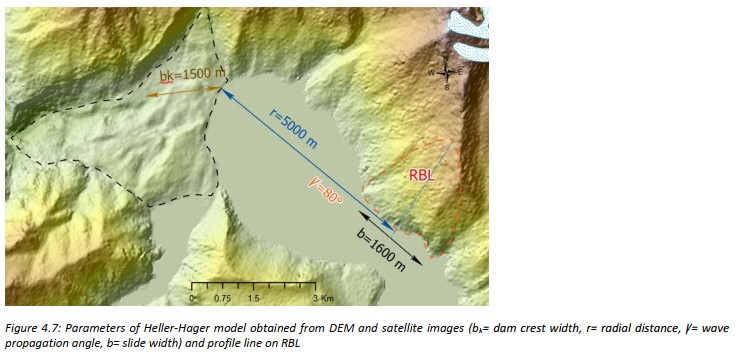 bk=1500 m
W E
S
r=5000 m
RBL
γ=80°
b=1600 m
0 0.75 1.5 3 Km
Figure 4.7: Parameters of Heller-Hager model obtained from DEM and satellite images (bₖ= dam crest width, r= radial distance, γ= wave
propagation angle, b= slide width) and profile line on RBL